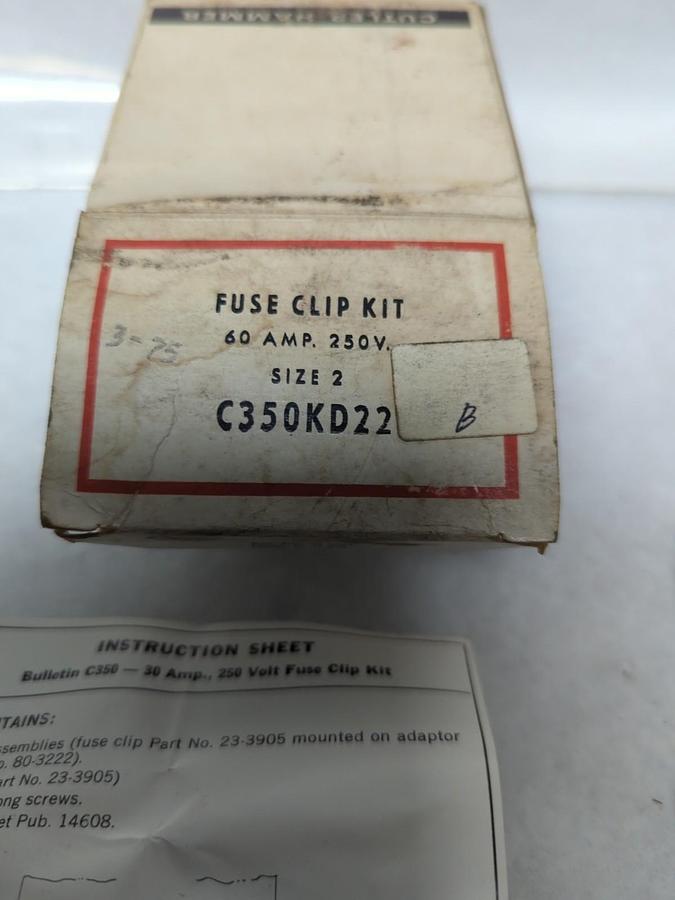 CUTLER-HAMMER
FUSE CLIP KIT
3-75
60 AMP. 250V.
SIZE 2
C350KD22
B
INSTRUCTION SHEET
Bulletin C350 — 30 Amp., 250 Volt Fuse Clip Kit
TAINS:
ssemblies (fuse clip Part No. 23-3905 mounted on adaptor
o. 80-3222).
art No. 23-3905)
ong screws.
et Pub. 14608.